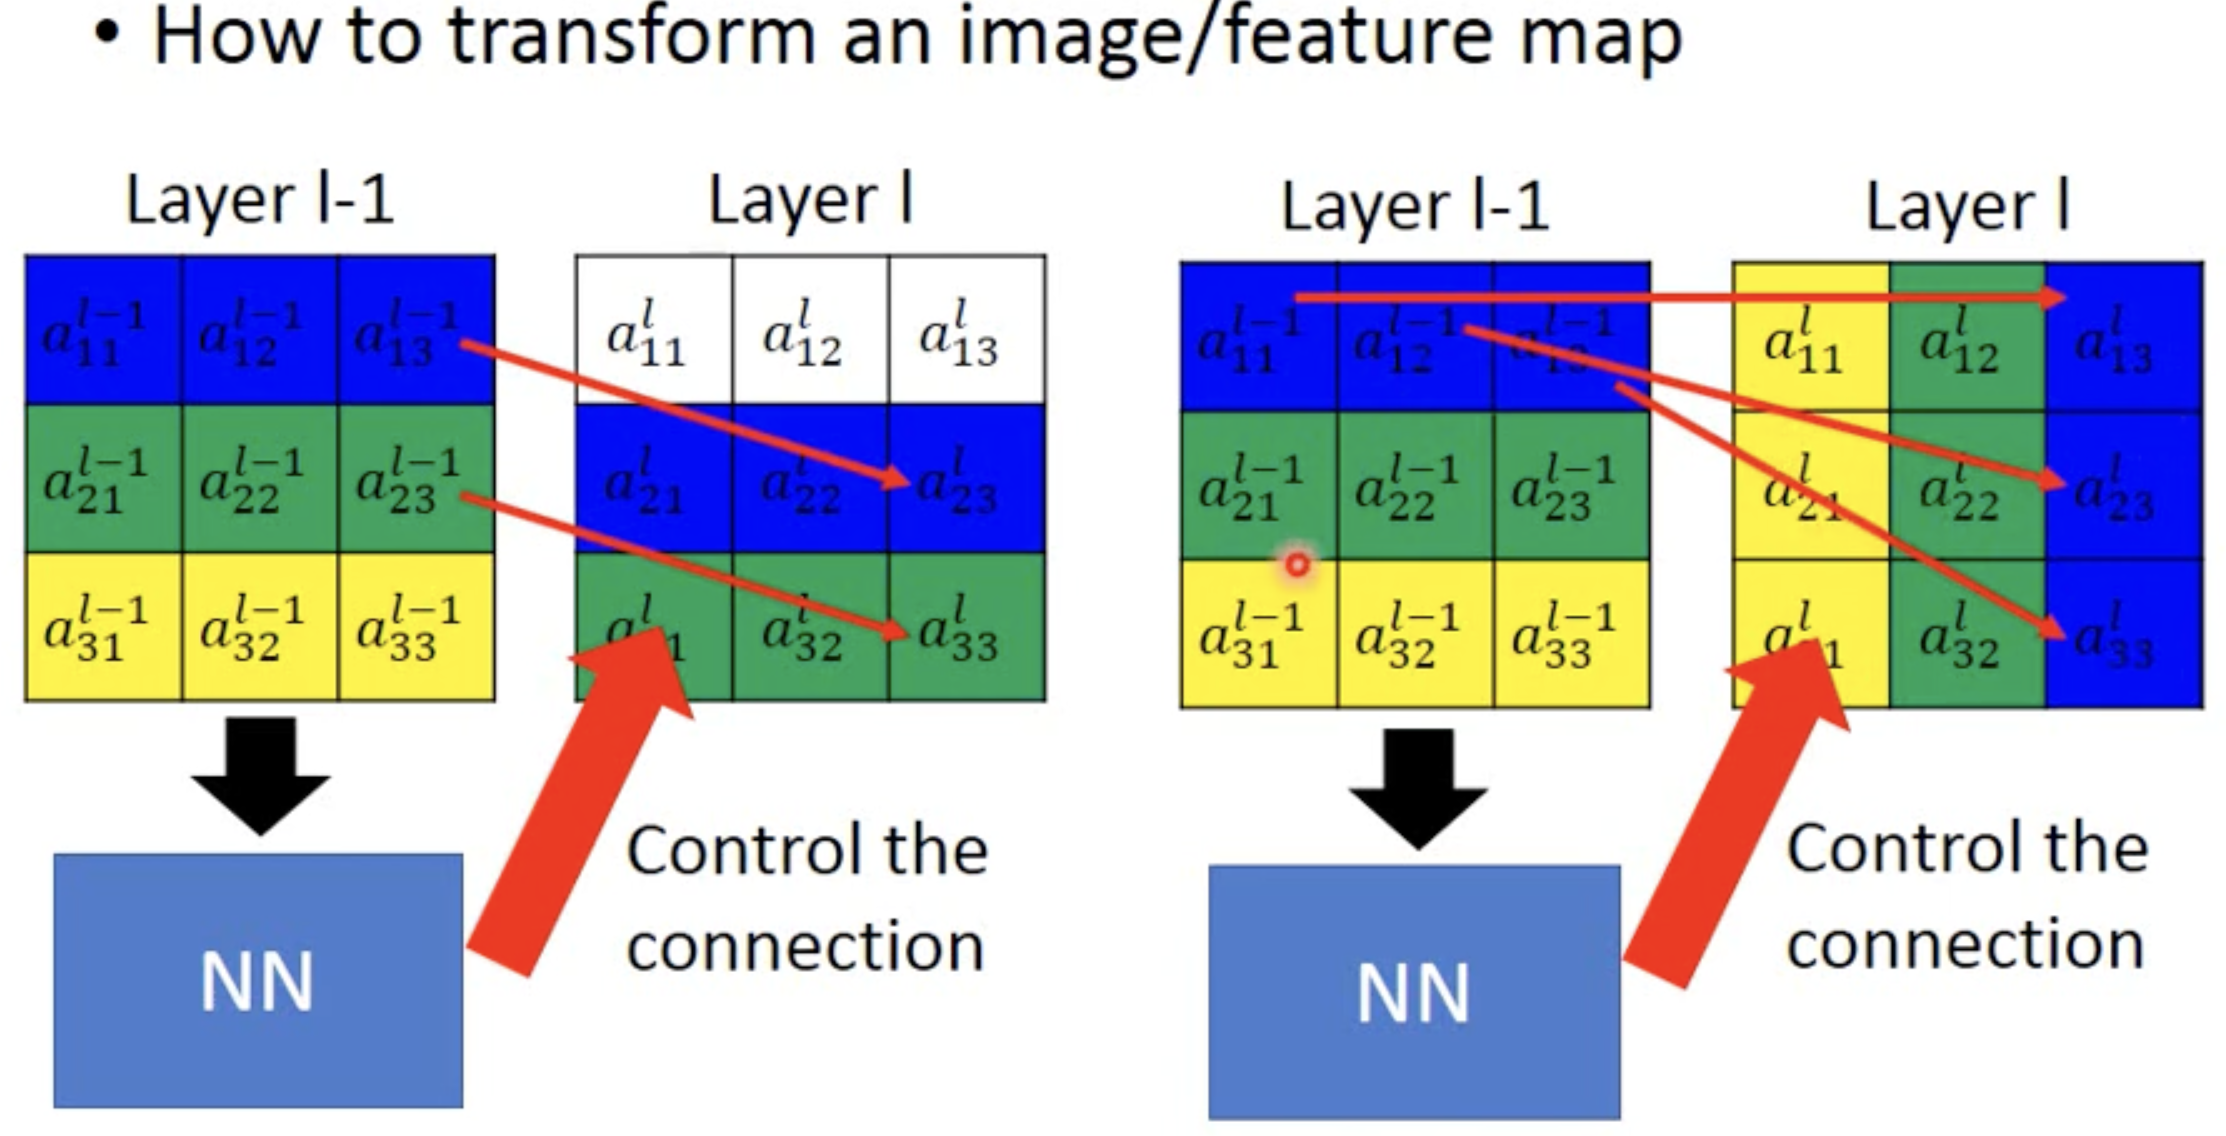 • How to transform an image/feature map
Layer l-1
Layer l
Layer l-1
Layer l
a_{11}^{l-1} a_{12}^{l-1} a_{13}^{l-1}
a_{21}^{l-1} a_{22}^{l-1} a_{23}^{l-1}
a_{31}^{l-1} a_{32}^{l-1} a_{33}^{l-1}
a_{11}^{l} a_{12}^{l} a_{13}^{l}
a_{21}^{l} a_{22}^{l} a_{23}^{l}
a_{32}^{l} a_{33}^{l}
a_{11}^{l-1} a_{12}^{l-1} a_{13}^{l-1}
a_{21}^{l-1} a_{22}^{l-1} a_{23}^{l-1}
a_{31}^{l-1} a_{32}^{l-1} a_{33}^{l-1}
a_{11}^{l} a_{12}^{l} a_{13}^{l}
a_{21}^{l} a_{22}^{l} a_{23}^{l}
a_{32}^{l} a_{33}^{l}
NN
Control the
connection
NN
Control the
connection